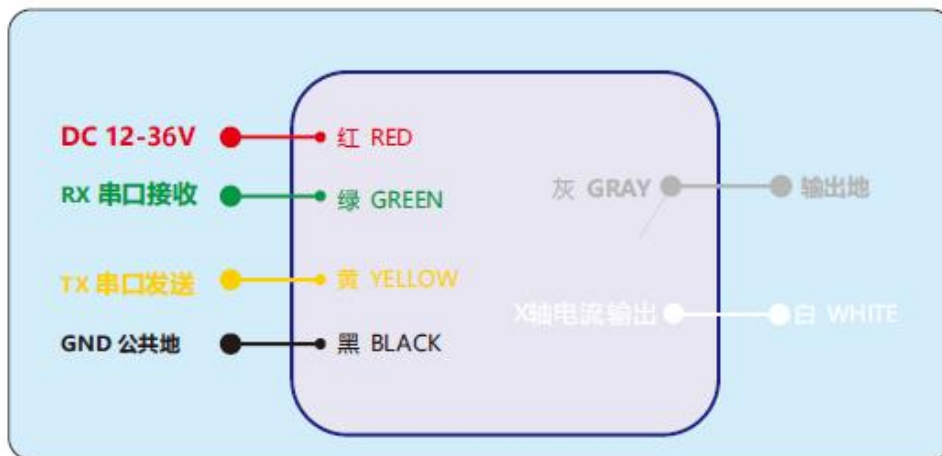 DC 12-36V 红 RED
RX 串口接收 绿 GREEN
灰 GRAY 输出地
TX 串口发送 黄 YELLOW
X轴电流输出 白 WHITE
GND 公共地 黑 BLACK